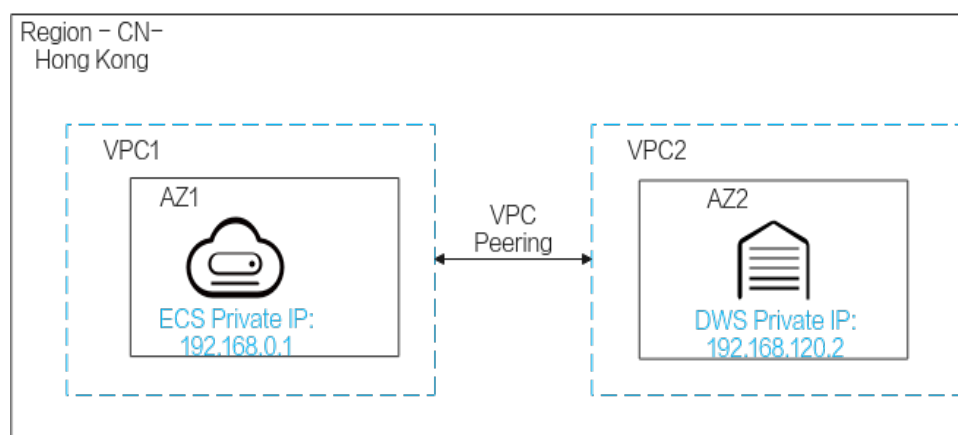 Region - CN-
Hong Kong
VPC1
AZ1
ECS Private IP:
192.168.0.1
VPC
Peering
VPC2
AZ2
DWS Private IP:
192.168.120.2